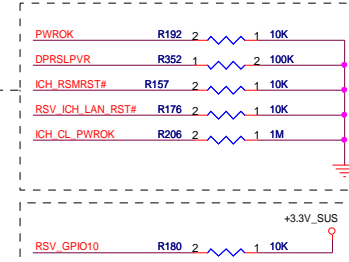 PWROK R192 2 1 10K
DPRSLPVR R352 1 2 100K
ICH_RSMRST# R157 2 1 10K
RSV_ICH_LAN_RST# R176 2 1 10K
ICH_CL_PWROK R206 2 1 1M
+3.3V_SUS
RSV_GPIO10 R180 2 1 10K